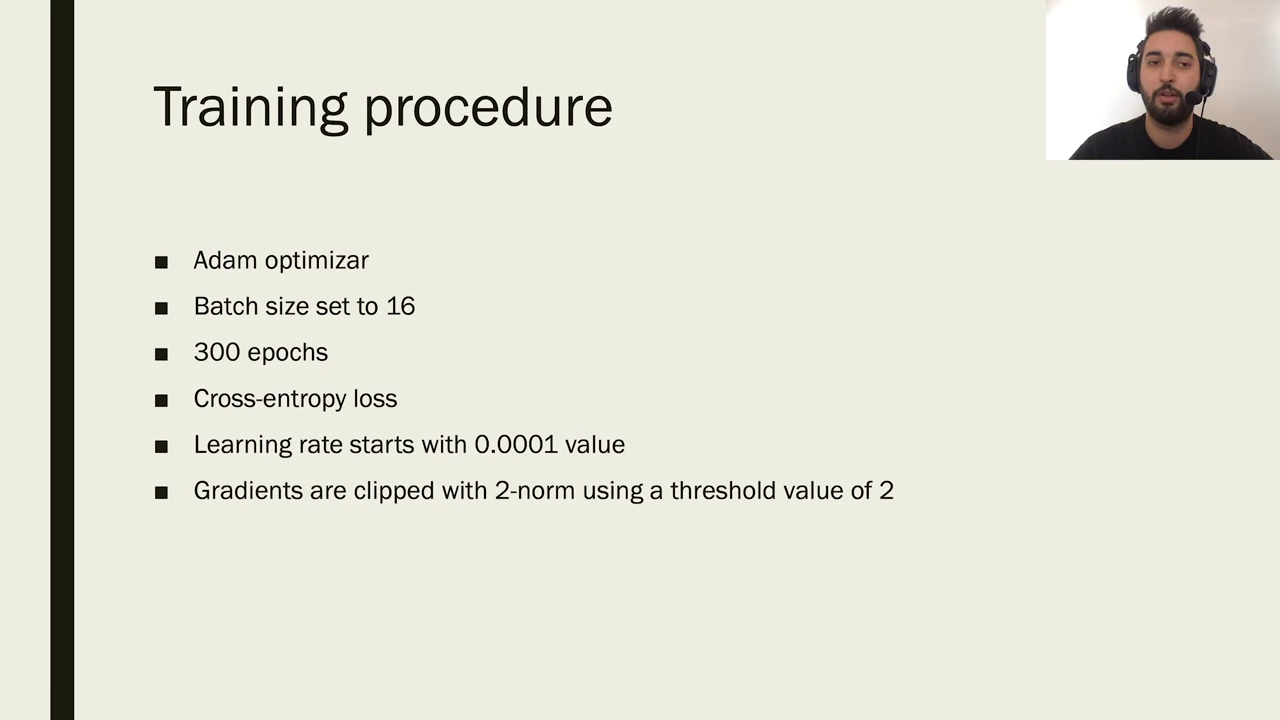 Training procedure
■ Adam optimizar
■ Batch size set to 16
■ 300 epochs
■ Cross-entropy loss
■ Learning rate starts with 0.0001 value
■ Gradients are clipped with 2-norm using a threshold value of 2